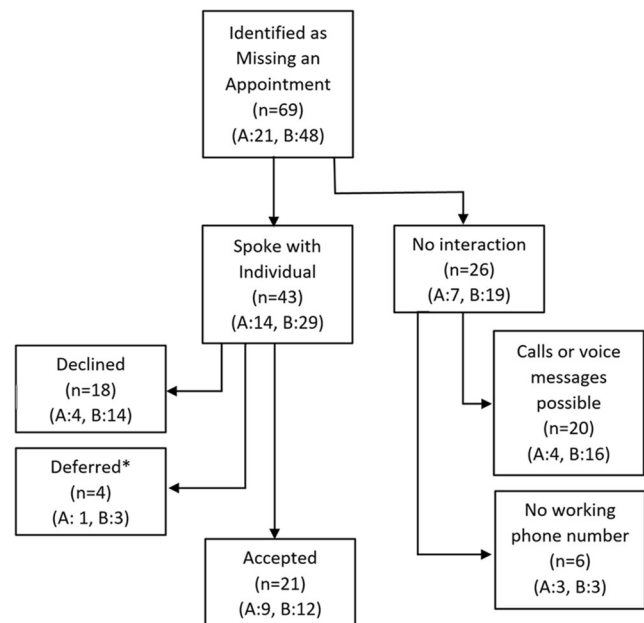 Identified as
Missing an
Appointment
(n=69)
(A:21, B:48)
Spoke with
Individual
(n=43)
(A:14, B:29)
No interaction
(n=26)
(A:7, B:19)
Declined
(n=18)
(A:4, B:14)
Deferred*
(n=4)
(A: 1, B:3)
Accepted
(n=21)
(A:9, B:12)
Calls or voice
messages
possible
(n=20)
(A:4, B:16)
No working
phone number
(n=6)
(A:3, B:3)